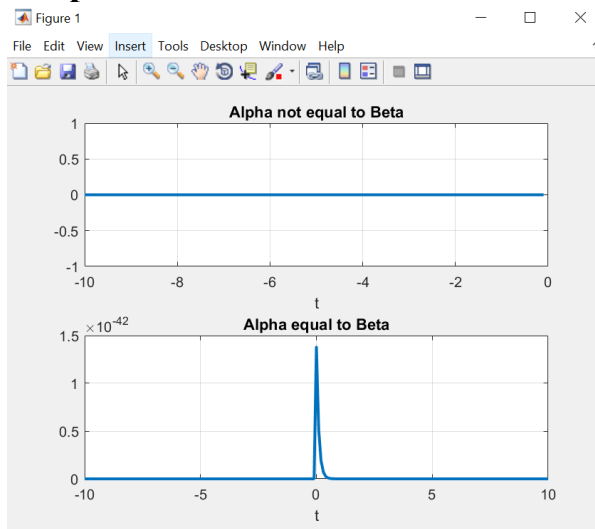 Figure 1
File Edit View Insert Tools Desktop Window Help
Alpha not equal to Beta
1
0.5
0
-0.5
-1
-10 -8 -6 -4 -2 0
t
×10^-42
Alpha equal to Beta
1.5
1
0.5
0
-10 -5 0 5 10
t